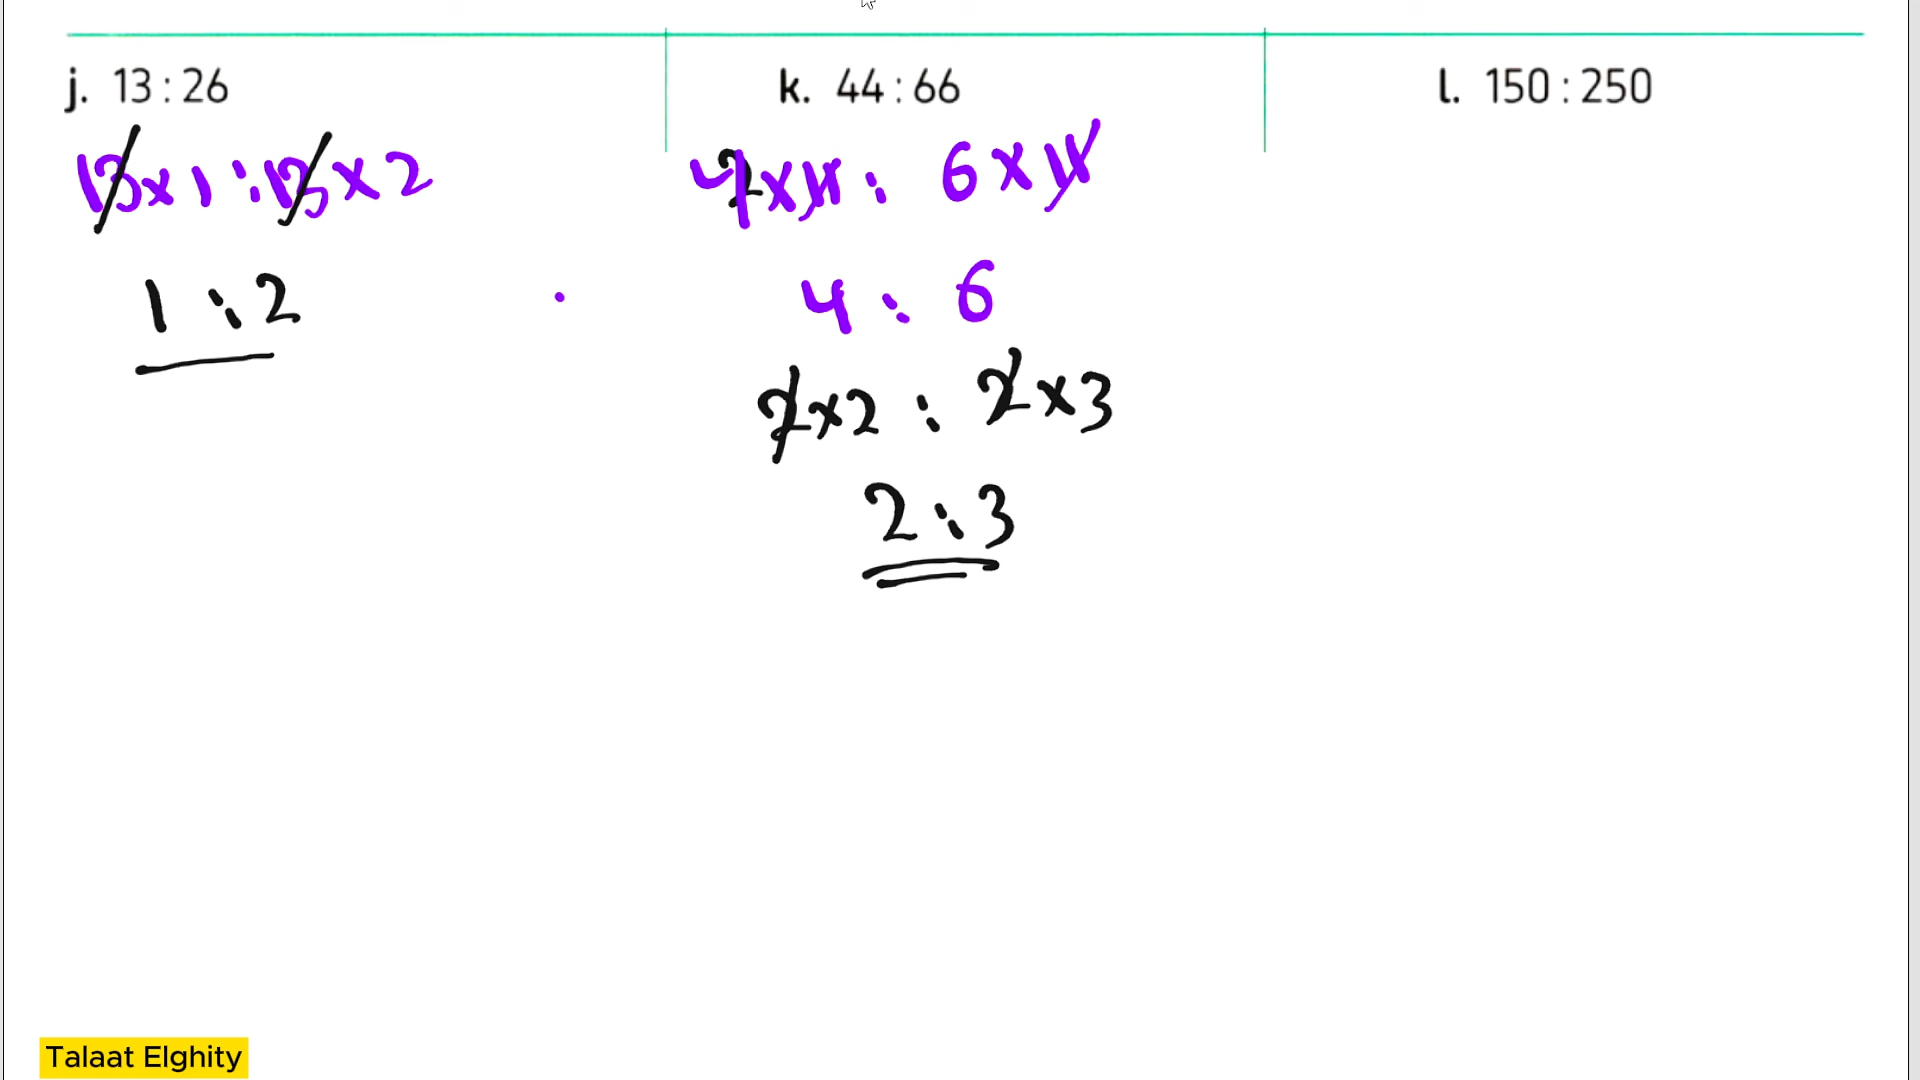 j. 13 : 26
13 x 1 : 13 x 2
1 : 2
k. 44 : 66
4 x 11 : 6 x 11
4 : 6
2 x 2 : 2 x 3
2 : 3
l. 150 : 250
Talaat Elghity